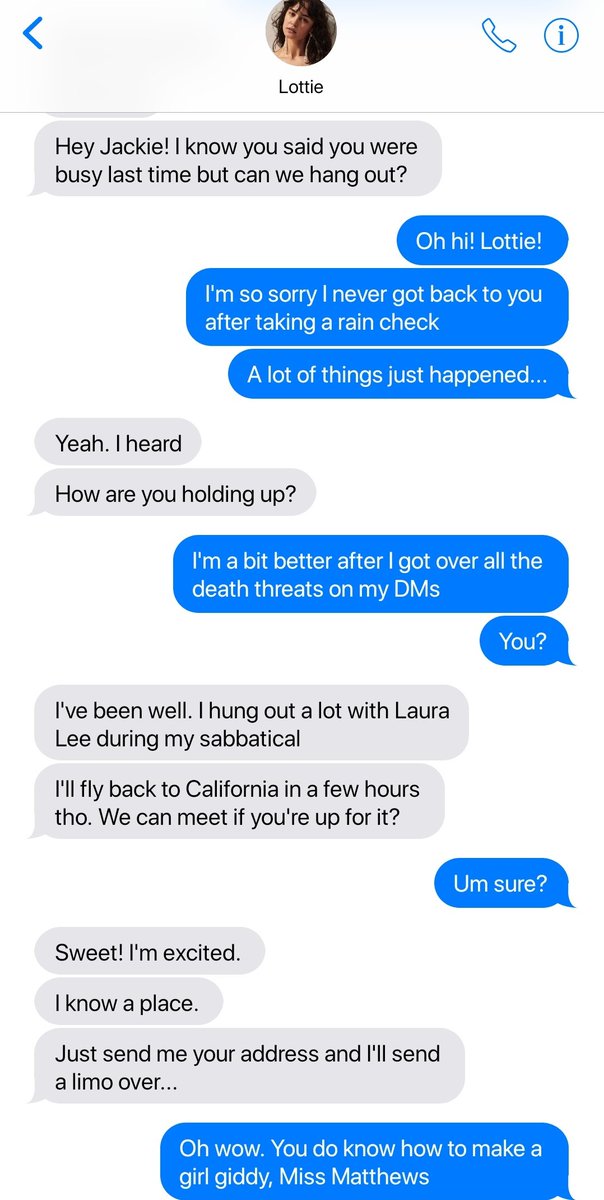 Lottie
Hey Jackie! I know you said you were
busy last time but can we hang out?
Oh hi! Lottie!
I'm so sorry I never got back to you
after taking a rain check
A lot of things just happened...
Yeah. I heard
How are you holding up?
I'm a bit better after I got over all the
death threats on my DMs
You?
I've been well. I hung out a lot with Laura
Lee during my sabbatical
I'll fly back to California in a few hours
tho. We can meet if you're up for it?
Um sure?
Sweet! I'm excited.
I know a place.
Just send me your address and I'll send
a limo over...
Oh wow. You do know how to make a
girl giddy, Miss Matthews